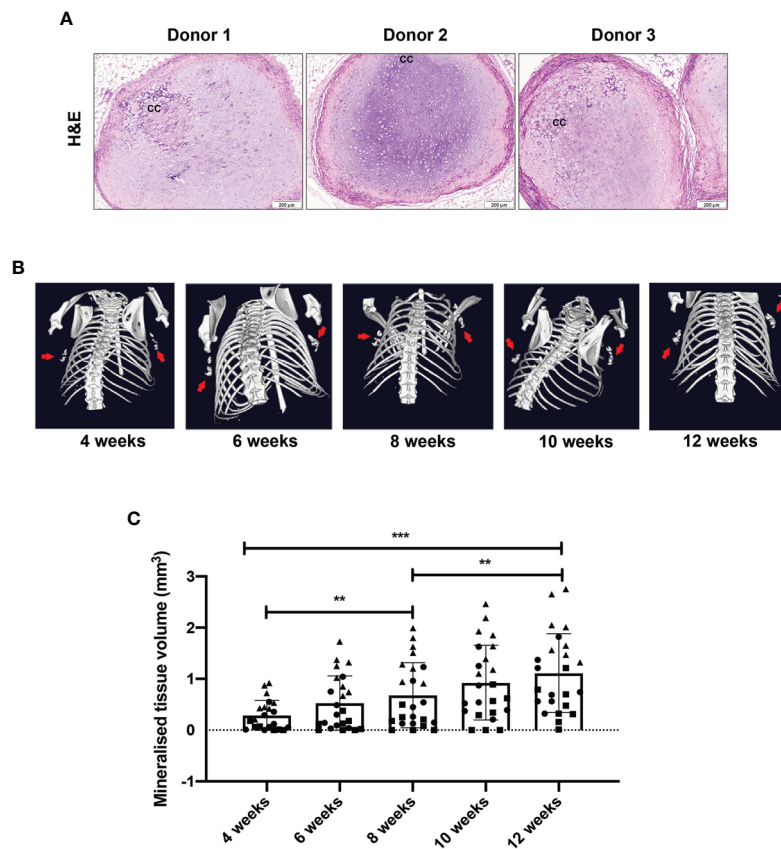 A
Donor 1 Donor 2 Donor 3
H&E
CC CC CC
200 µm 200 µm 200 µm
B
4 weeks 6 weeks 8 weeks 10 weeks 12 weeks
C
Mineralised tissue volume (mm³)
***
**
**
3
2
1
0
-1
4 weeks 6 weeks 8 weeks 10 weeks 12 weeks